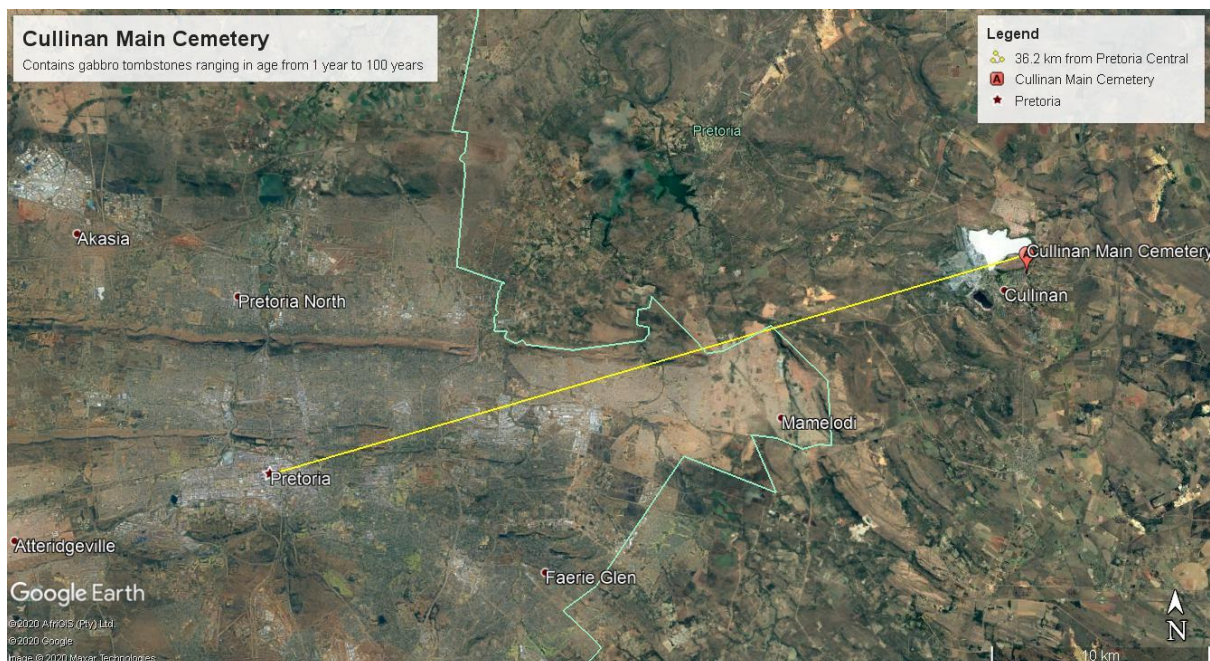 Cullinan Main Cemetery
Contains gabbro tombstones ranging in age from 1 year to 100 years
Legend
36.2 km from Pretoria Central
A Cullinan Main Cemetery
Pretoria
Pretoria
Akasia
Cullinan Main Cemetery
Pretoria North
Cullinan
Mamelodi
Pretoria
Atteridgeville
Faerie Glen
Google Earth
©2020 AfriGIS (Pty) Ltd.
©2020 Google
Image © 2020 Maxar Technologies
N
10 km